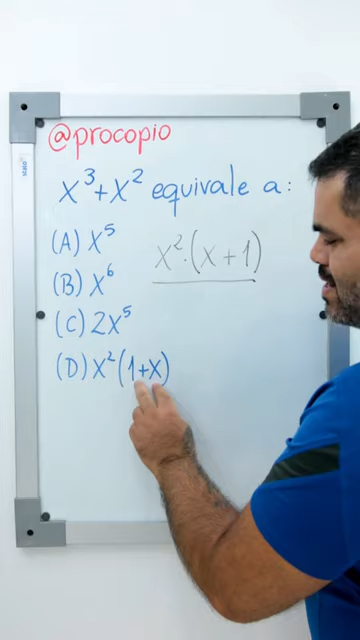 @procopio
x³+x² equivale a:
(A) x⁵
x²·(x+1)
(B) x⁶
(C) 2x⁵
(D) x²(1+x)